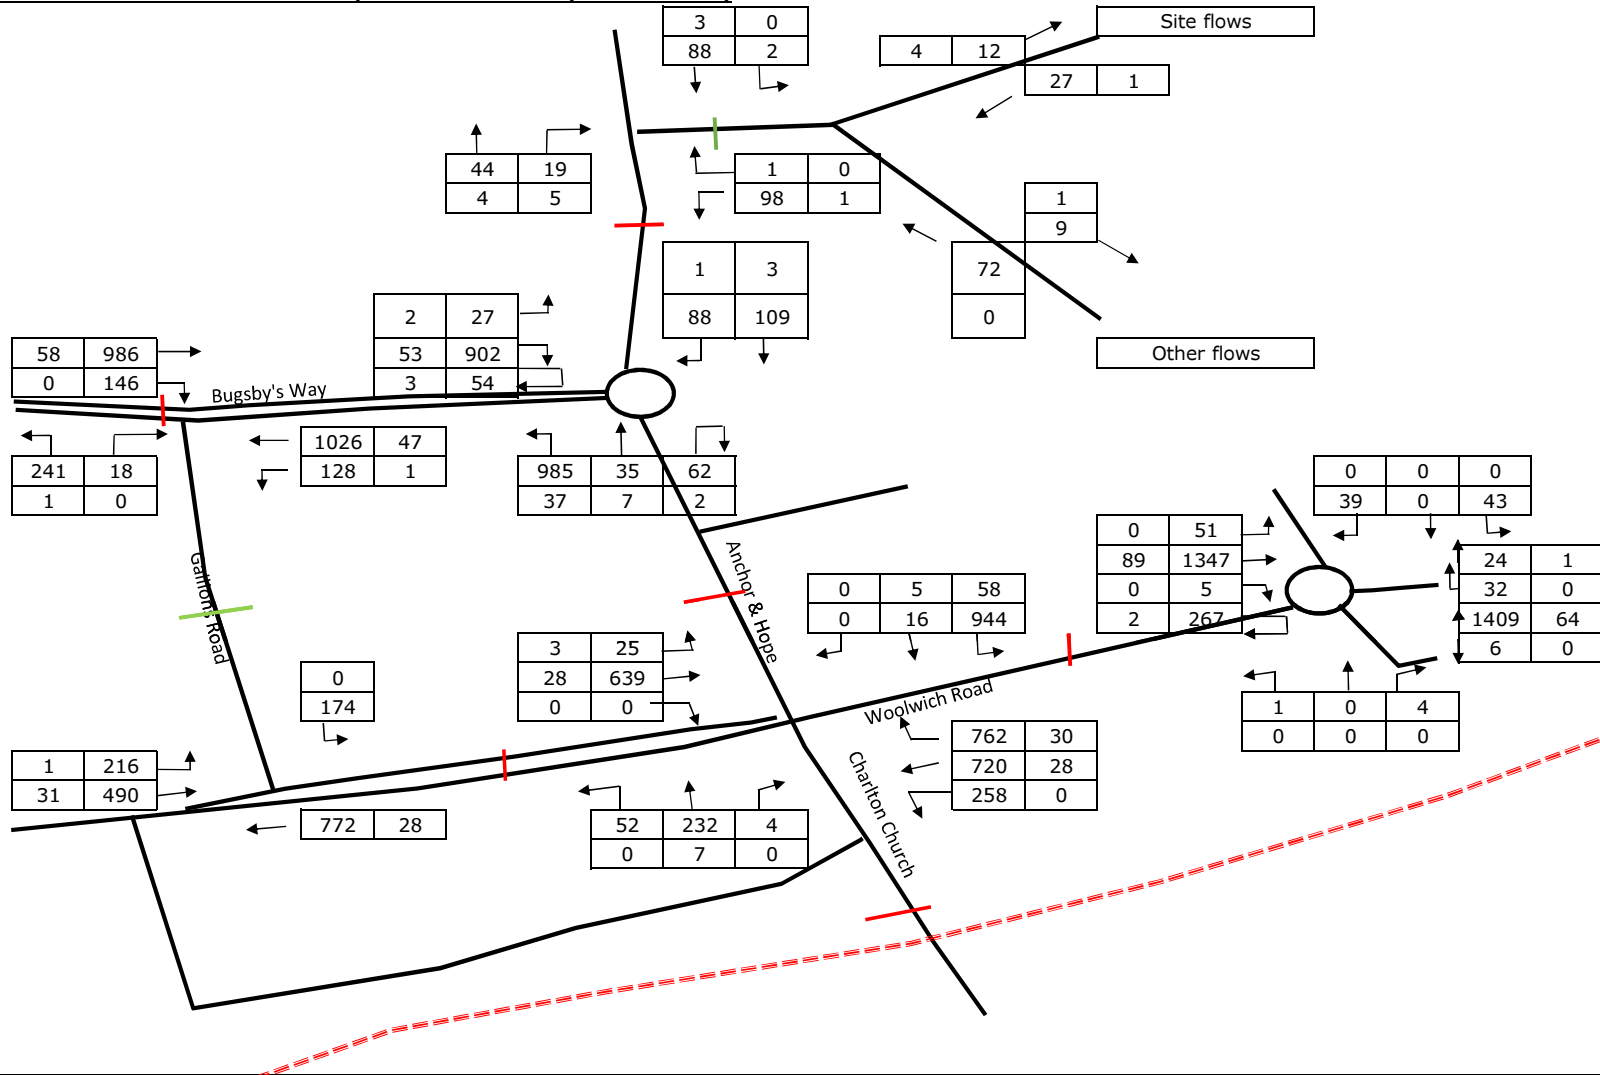 3 0
88 2
Site flows
4 12
27 1
44 19
4 5
1 0
98 1
1
9
72
0
1 3
88 109
Other flows
2 27
53 902
3 54
58 986
0 146
Bugsby's Way
1026 47
128 1
241 18
1 0
985 35 62
37 7 2
0 0 0
39 0 43
0 51
89 1347
0 5
2 267
24 1
32 0
1409 64
6 0
Gallions Road
Anchor & Hope
0 5 58
0 16 944
3 25
28 639
0 0
0
174
Woolwich Road
1 0 4
0 0 0
762 30
720 28
258 0
1 216
31 490
772 28
52 232 4
0 7 0
Charlton Church